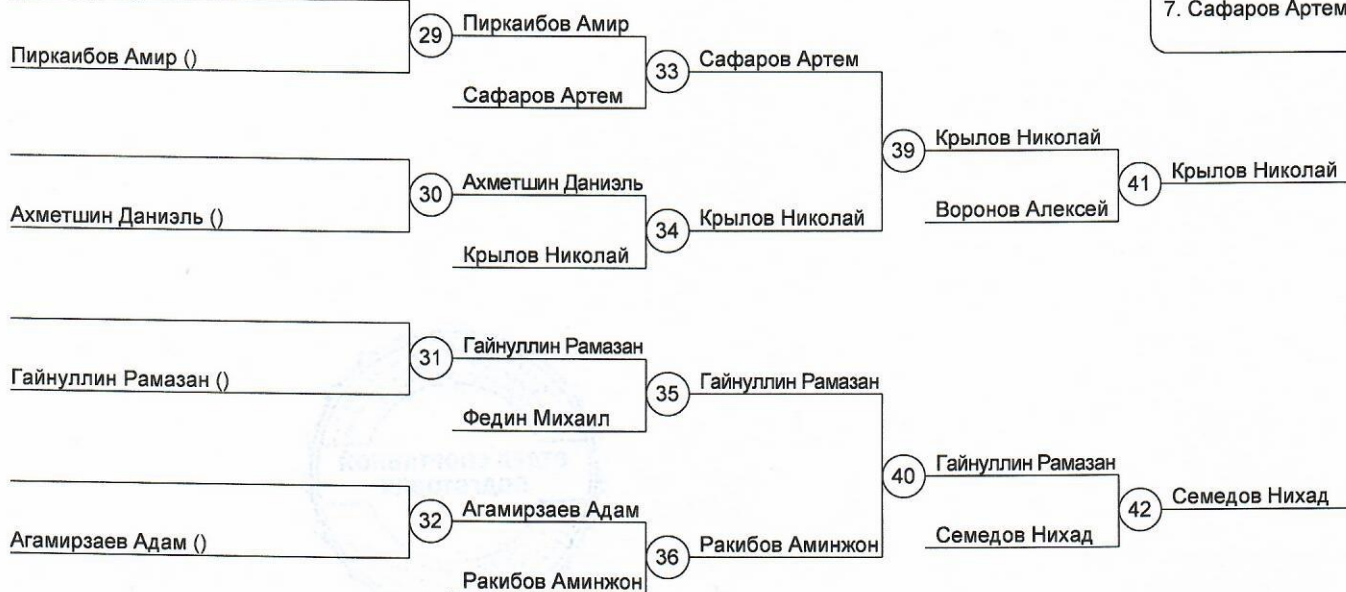 7. Сафаров Артем
Пиркаибов Амир ()
29
Пиркаибов Амир
Сафаров Артем
33
Сафаров Артем
Ахметшин Даниэль ()
30
Ахметшин Даниэль
Крылов Николай
34
Крылов Николай
39
Крылов Николай
Воронов Алексей
41
Крылов Николай
Гайнуллин Рамазан ()
31
Гайнуллин Рамазан
Федин Михаил
35
Гайнуллин Рамазан
Агамирзаев Адам ()
32
Агамирзаев Адам
Ракибов Аминжон
36
Ракибов Аминжон
40
Гайнуллин Рамазан
Семедов Нихад
42
Семедов Нихад